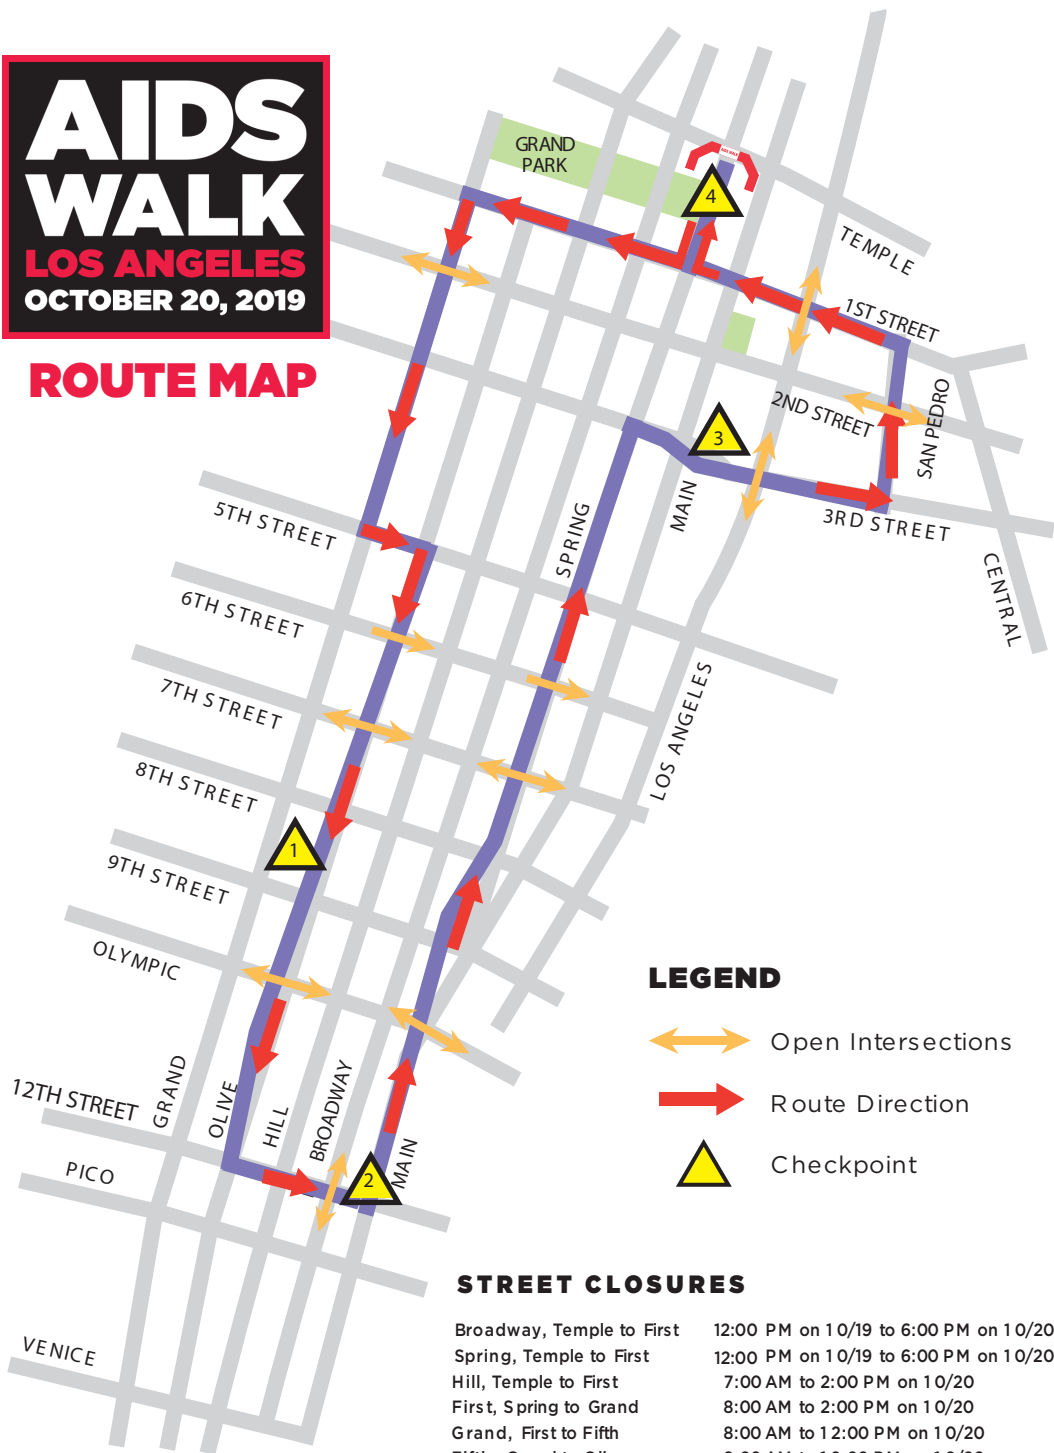 AIDS
WALK
LOS ANGELES
OCTOBER 20, 2019
ROUTE MAP
GRAND
PARK
4
TEMPLE
1ST STREET
2ND STREET
SAN PEDRO
3
MAIN
3RD STREET
SPRING
5TH STREET
CENTRAL
6TH STREET
7TH STREET
LOS ANGELES
8TH STREET
1
9TH STREET
OLYMPIC
GRAND
OLIVE
HILL
BROADWAY
12TH STREET
MAIN
2
PICO
VENICE
LEGEND
Open Intersections
Route Direction
Checkpoint
STREET CLOSURES
Broadway, Temple to First 12:00 PM on 10/19 to 6:00 PM on 10/20
Spring, Temple to First 12:00 PM on 10/19 to 6:00 PM on 10/20
Hill, Temple to First 7:00 AM to 2:00 PM on 10/20
First, Spring to Grand 8:00 AM to 2:00 PM on 10/20
Grand, First to Fifth 8:00 AM to 12:00 PM on 10/20